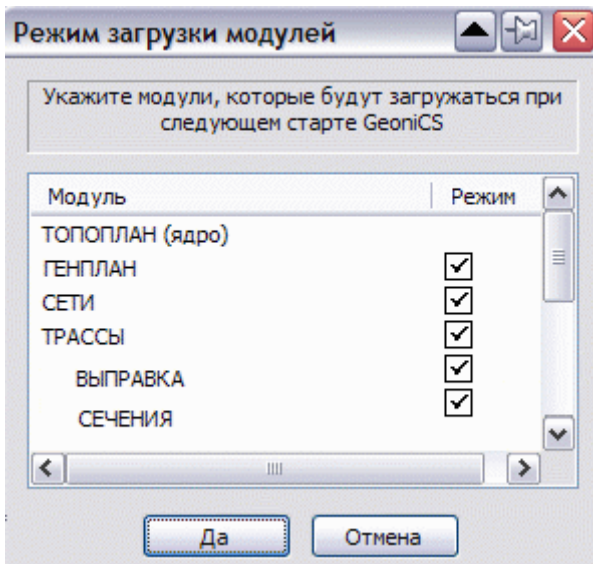 Режим загрузки модулей
Укажите модули, которые будут загружаться при
следующем старте GeoniCS
Модуль Режим
ТОПОПЛАН (ядро)
ГЕНПЛАН
СЕТИ
ТРАССЫ
ВЫПРАВКА
СЕЧЕНИЯ
Да Отмена